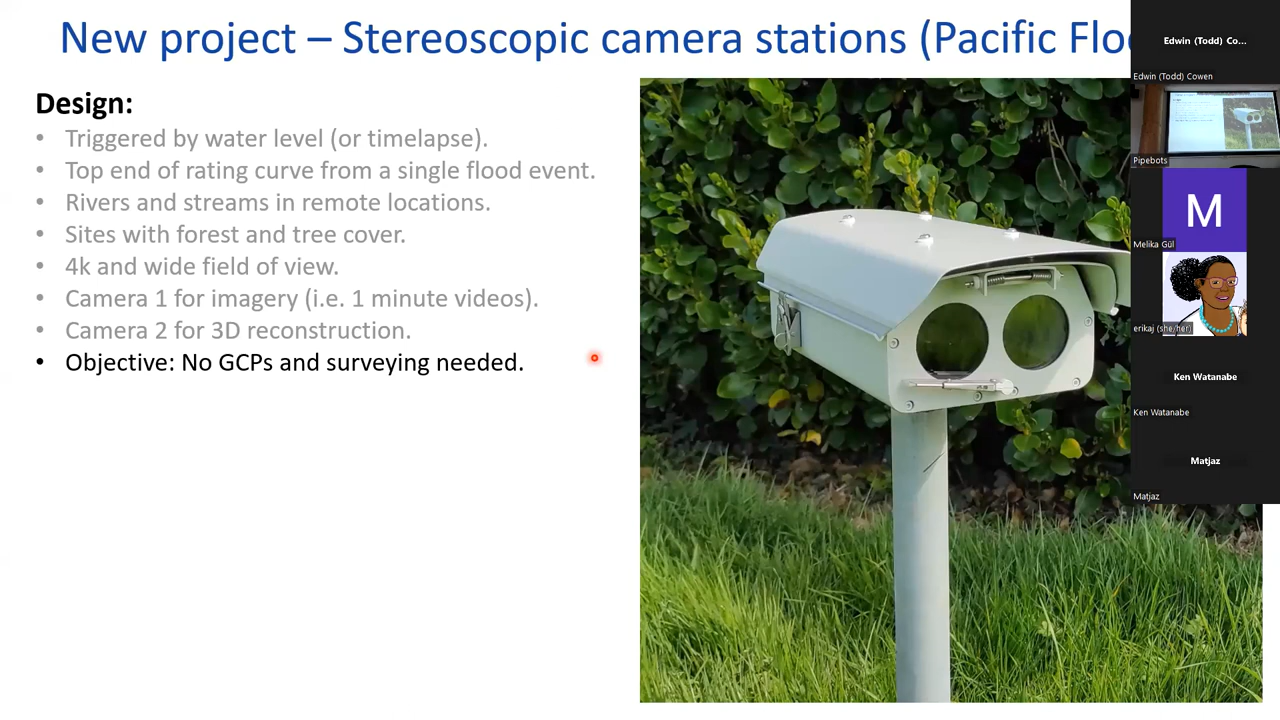 New project – Stereoscopic camera stations (Pacific Floo
Design:
• Triggered by water level (or timelapse).
• Top end of rating curve from a single flood event.
• Rivers and streams in remote locations.
• Sites with forest and tree cover.
• 4k and wide field of view.
• Camera 1 for imagery (i.e. 1 minute videos).
• Camera 2 for 3D reconstruction.
• Objective: No GCPs and surveying needed.
Edwin (Todd) Co...
Edwin (Todd) Cowen
Pipebots
M
Melika Gül
erikaj (she/her)
Ken Watanabe
Ken Watanabe
Matjaz
Matjaz